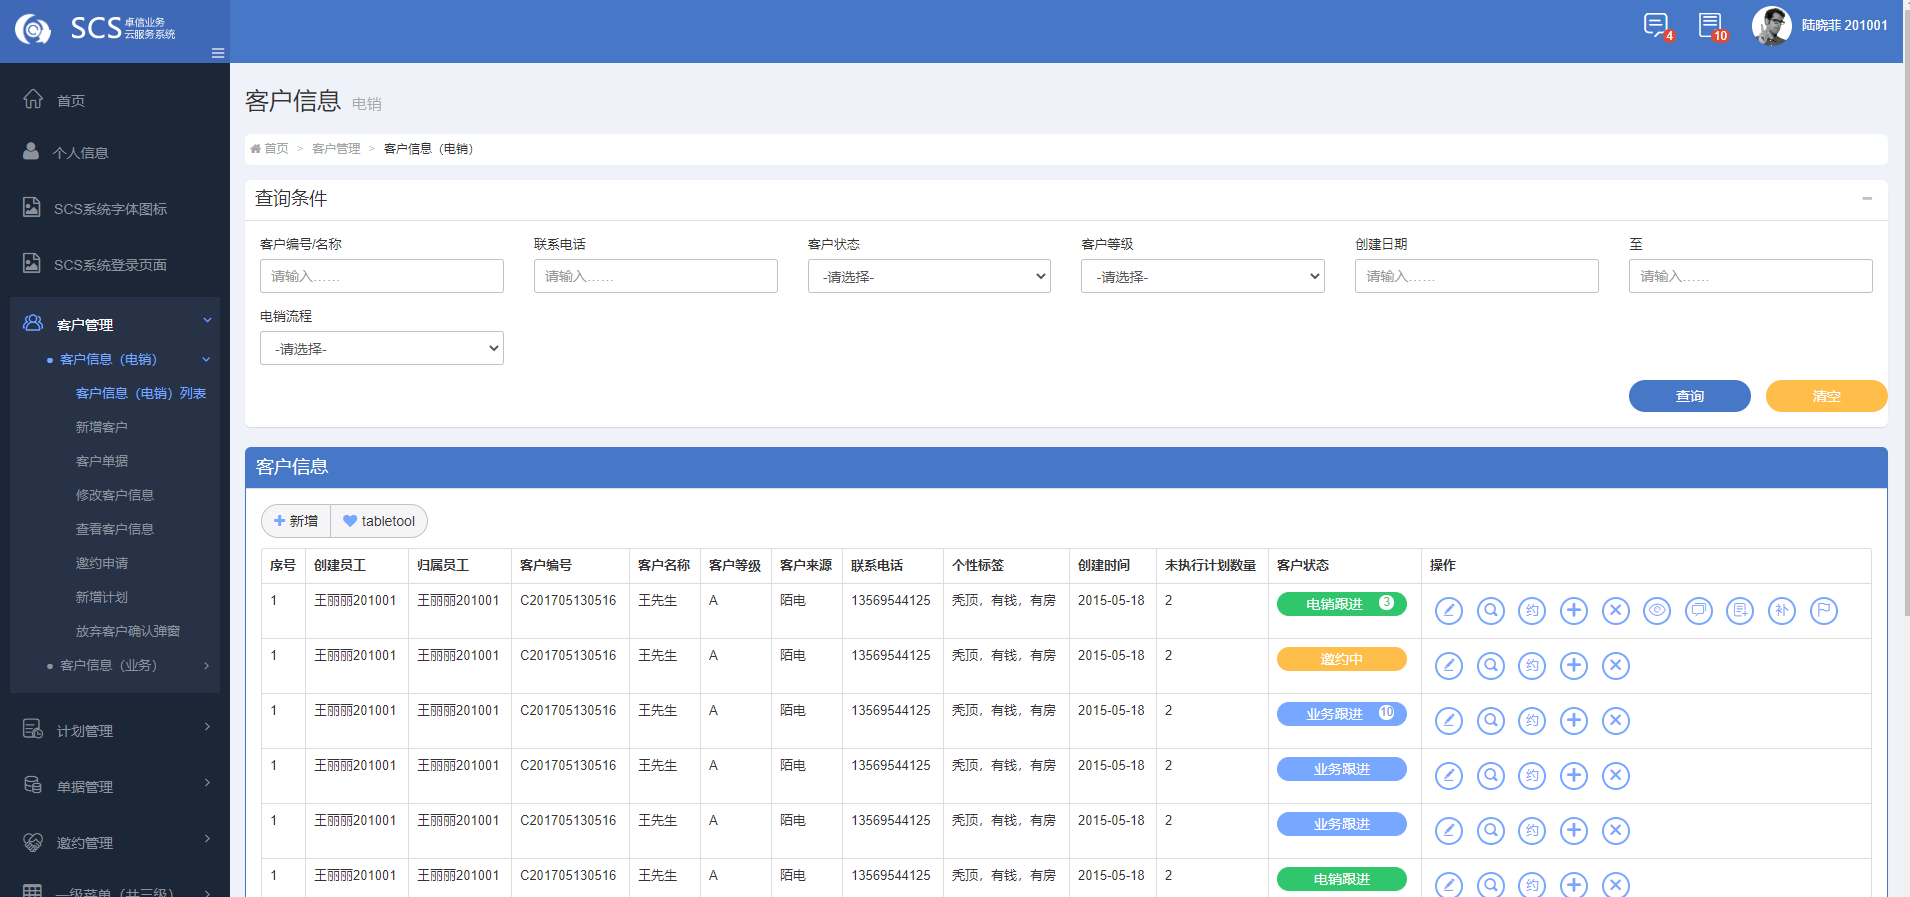 SCS 卓信业务
云服务系统
4
10
陆晓菲 201001
首页
个人信息
SCS系统字体图标
SCS系统登录页面
客户管理
客户信息（电销）
客户信息（电销）列表
新增客户
客户单据
修改客户信息
查看客户信息
邀约申请
新增计划
放弃客户确认弹窗
客户信息（业务）
计划管理
单据管理
邀约管理
一级菜单（共三级）
客户信息 电销
首页 > 客户管理 > 客户信息（电销）
查询条件
客户编号/名称 联系电话 客户状态 客户等级 创建日期 至
请输入…… 请输入…… -请选择- -请选择- 请输入…… 请输入……
电销流程
-请选择-
查询 清空
客户信息
新增 tabletool
序号 创建员工 归属员工 客户编号 客户名称 客户等级 客户来源 联系电话 个性标签 创建时间 未执行计划数量 客户状态 操作
1 王丽丽201001 王丽丽201001 C201705130516 王先生 A 陌电 13569544125 秃顶，有钱，有房 2015-05-18 2 电销跟进 3 约 补
1 王丽丽201001 王丽丽201001 C201705130516 王先生 A 陌电 13569544125 秃顶，有钱，有房 2015-05-18 2 邀约中 约
1 王丽丽201001 王丽丽201001 C201705130516 王先生 A 陌电 13569544125 秃顶，有钱，有房 2015-05-18 2 业务跟进 10 约
1 王丽丽201001 王丽丽201001 C201705130516 王先生 A 陌电 13569544125 秃顶，有钱，有房 2015-05-18 2 业务跟进 约
1 王丽丽201001 王丽丽201001 C201705130516 王先生 A 陌电 13569544125 秃顶，有钱，有房 2015-05-18 2 业务跟进 约
1 王丽丽201001 王丽丽201001 C201705130516 王先生 A 陌电 13569544125 秃顶，有钱，有房 2015-05-18 2 电销跟进 约